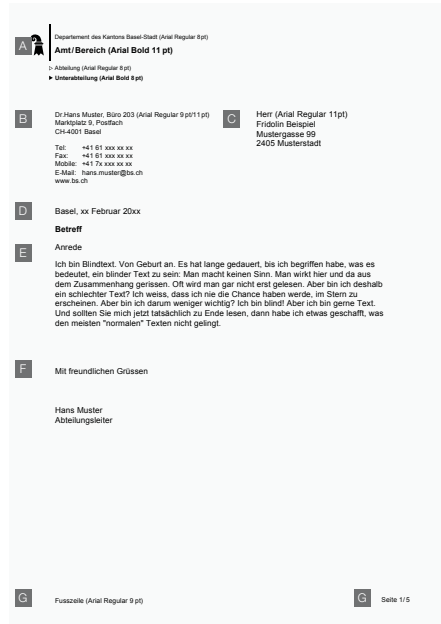 A
Departement des Kantons Basel-Stadt (Arial Regular 8pt)
Amt/Bereich (Arial Bold 11 pt)
▷ Abteilung (Arial Regular 8pt)
▶ Unterabteilung (Arial Bold 8pt)
B
Dr.Hans Muster, Büro 203 (Arial Regular 9 pt/11pt)
Marktplatz 9, Postfach
CH-4001 Basel
Tel: +41 61 xxx xx xx
Fax: +41 61 xxx xx xx
Mobile: +41 7x xxx xx xx
E-Mail: hans.muster@bs.ch
www.bs.ch
C
Herr (Arial Regular 11pt)
Fridolin Beispiel
Mustergasse 99
2405 Musterstadt
D
Basel, xx Februar 20xx
Betreff
E
Anrede
Ich bin Blindtext. Von Geburt an. Es hat lange gedauert, bis ich begriffen habe, was es
bedeutet, ein blinder Text zu sein: Man macht keinen Sinn. Man wirkt hier und da aus
dem Zusammenhang gerissen. Oft wird man gar nicht erst gelesen. Aber bin ich deshalb
ein schlechter Text? Ich weiss, dass ich nie die Chance haben werde, im Stern zu
erscheinen. Aber bin ich darum weniger wichtig? Ich bin blind! Aber ich bin gerne Text.
Und sollten Sie mich jetzt tatsächlich zu Ende lesen, dann habe ich etwas geschafft, was
den meisten "normalen" Texten nicht gelingt.
F
Mit freundlichen Grüssen
Hans Muster
Abteilungsleiter
G
Fusszeile (Arial Regular 9 pt)
G
Seite 1/5